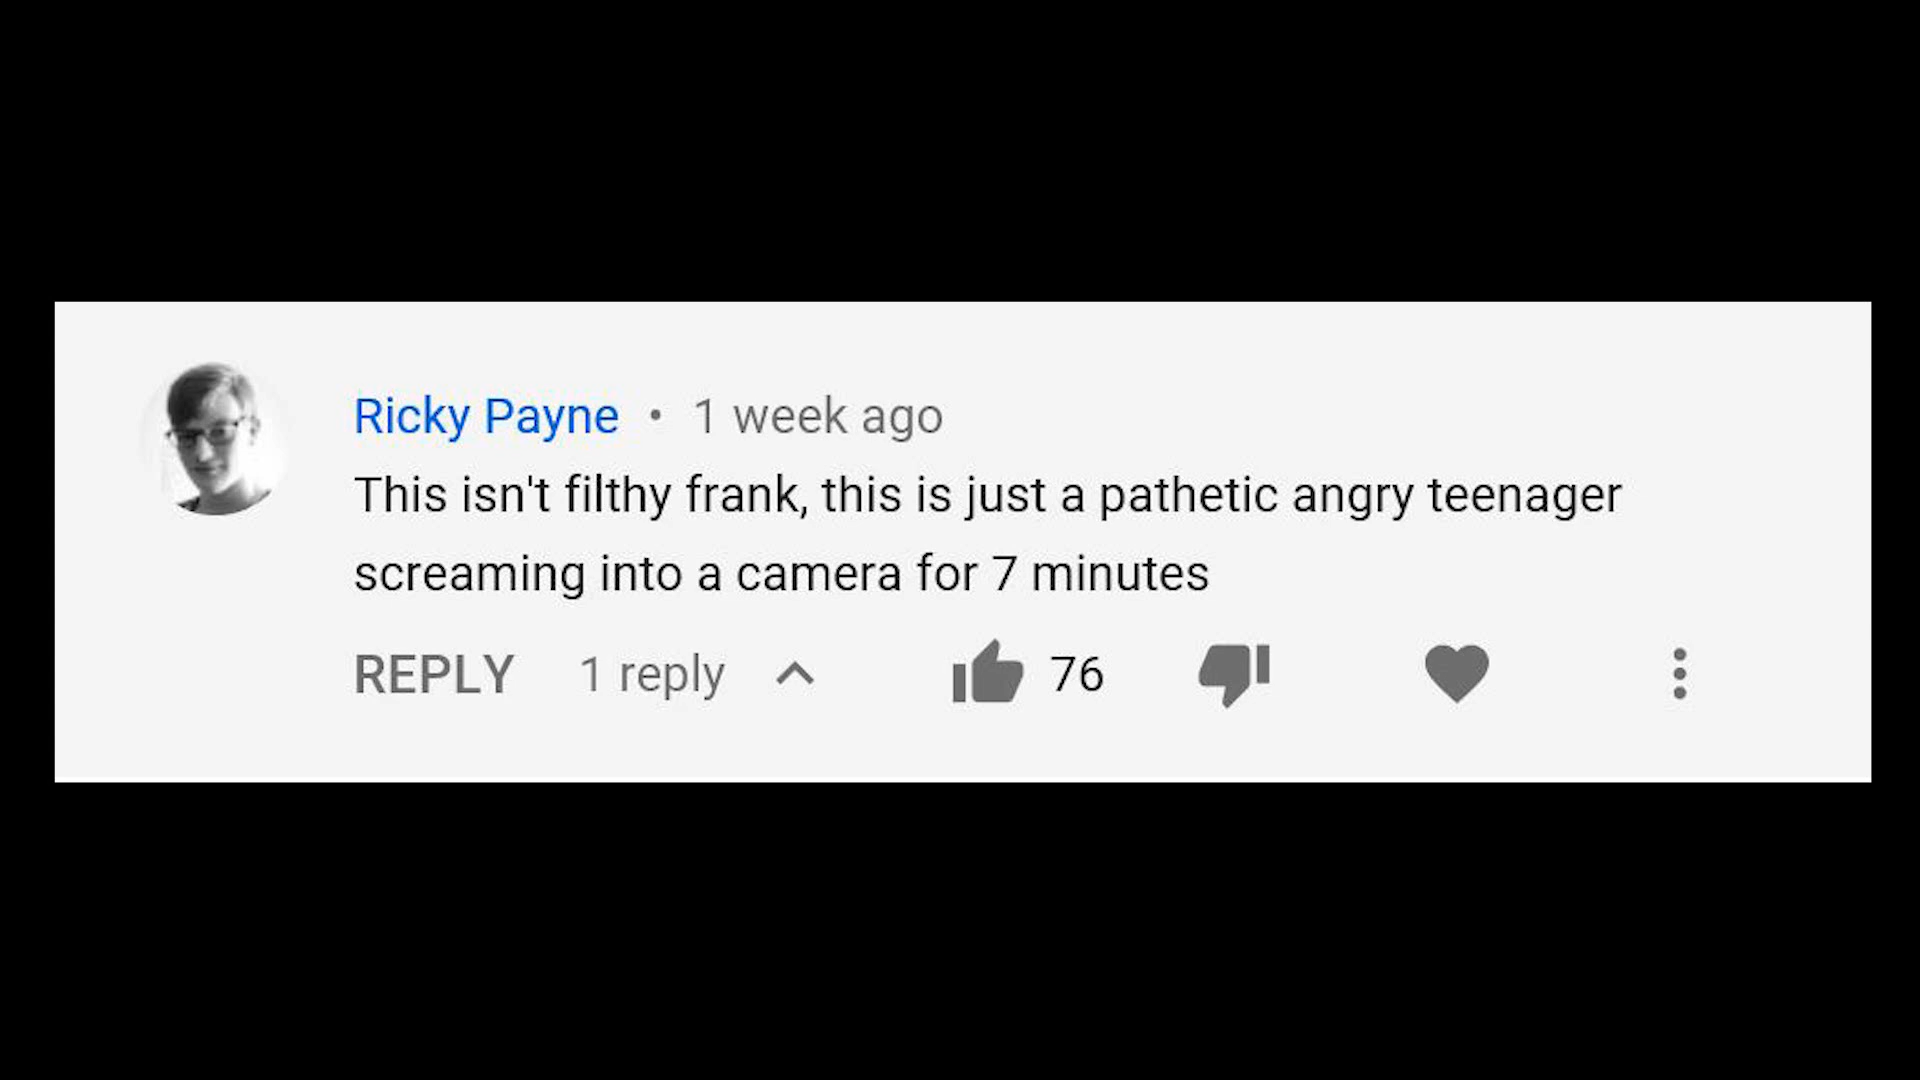 Ricky Payne • 1 week ago
This isn't filthy frank, this is just a pathetic angry teenager
screaming into a camera for 7 minutes
REPLY 1 reply 76